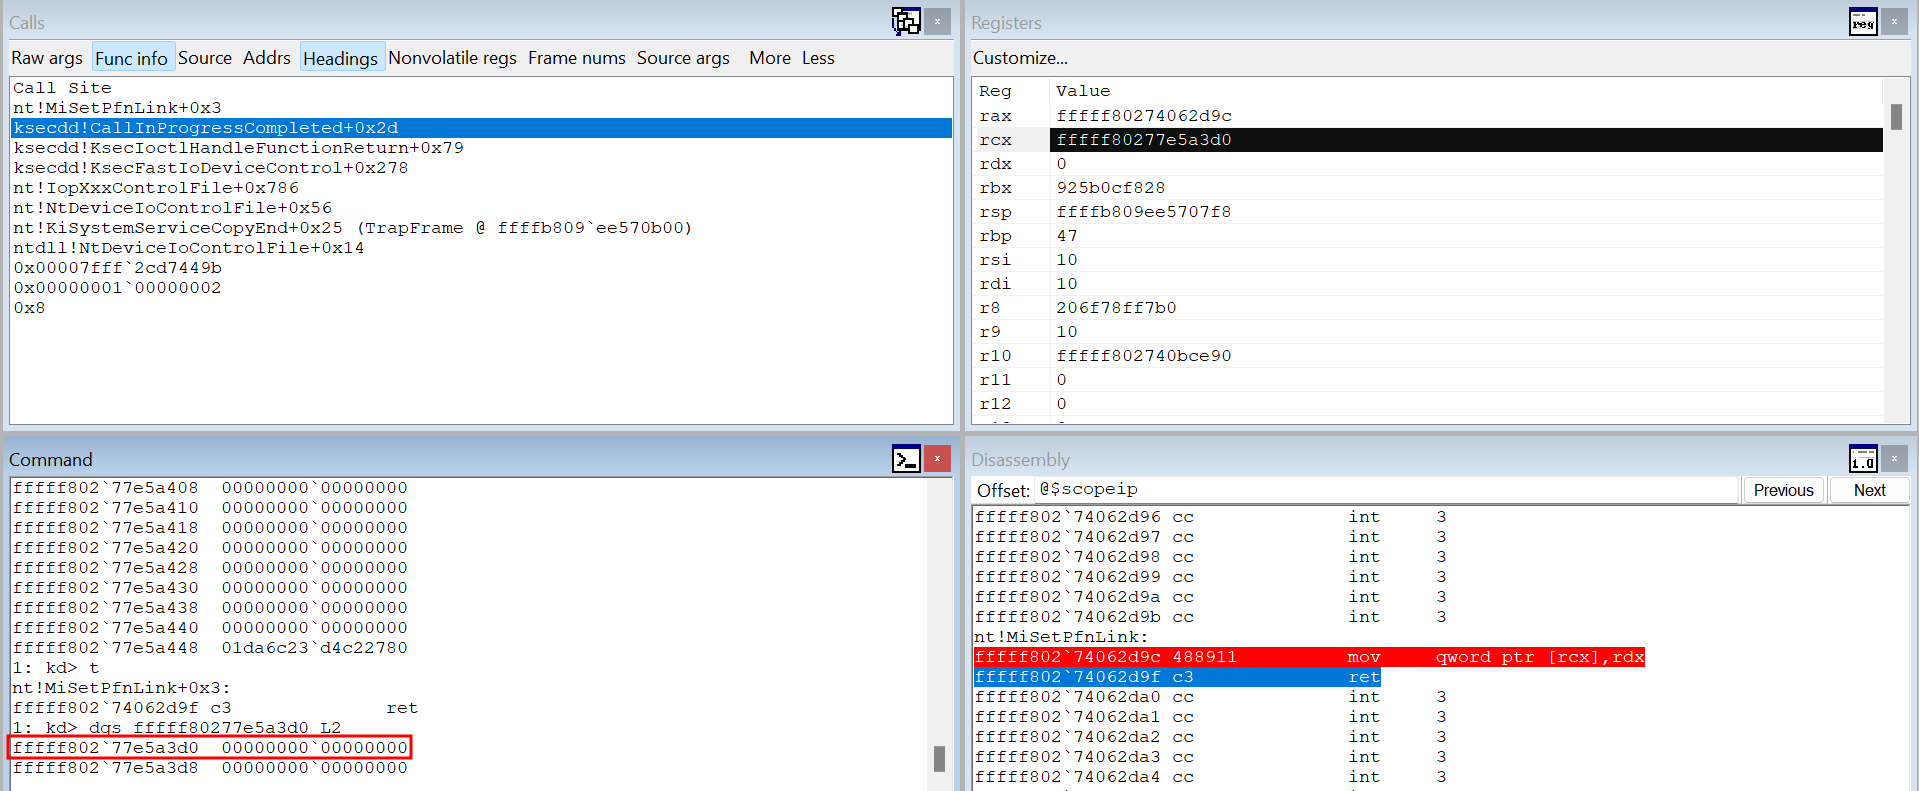 Calls
Raw args Func info Source Addrs Headings Nonvolatile regs Frame nums Source args More Less
Call Site
nt!MiSetPfnLink+0x3
ksecdd!CallInProgressCompleted+0x2d
ksecdd!KsecIoctlHandleFunctionReturn+0x79
ksecdd!KsecFastIoDeviceControl+0x278
nt!IopXxxControlFile+0x786
nt!NtDeviceIoControlFile+0x56
nt!KiSystemServiceCopyEnd+0x25 (TrapFrame @ ffffb809`ee570b00)
ntdll!NtDeviceIoControlFile+0x14
0x00007fff`2cd7449b
0x00000001`00000002
0x8
Registers
reg
Customize...
Reg Value
rax fffff80274062d9c
rcx fffff80277e5a3d0
rdx 0
rbx 925b0cf828
rsp ffffb809ee5707f8
rbp 47
rsi 10
rdi 10
r8 206f78ff7b0
r9 10
r10 fffff802740bce90
r11 0
r12 0
Command
fffff802`77e5a408 00000000`00000000
fffff802`77e5a410 00000000`00000000
fffff802`77e5a418 00000000`00000000
fffff802`77e5a420 00000000`00000000
fffff802`77e5a428 00000000`00000000
fffff802`77e5a430 00000000`00000000
fffff802`77e5a438 00000000`00000000
fffff802`77e5a440 00000000`00000000
fffff802`77e5a448 01da6c23`d4c22780
1: kd> t
nt!MiSetPfnLink+0x3:
fffff802`74062d9f c3 ret
1: kd> dqs fffff80277e5a3d0 L2
fffff802`77e5a3d0 00000000`00000000
fffff802`77e5a3d8 00000000`00000000
Disassembly
1.0
Offset: @$scopeip Previous Next
fffff802`74062d96 cc int 3
fffff802`74062d97 cc int 3
fffff802`74062d98 cc int 3
fffff802`74062d99 cc int 3
fffff802`74062d9a cc int 3
fffff802`74062d9b cc int 3
nt!MiSetPfnLink:
fffff802`74062d9c 488911 mov qword ptr [rcx],rdx
fffff802`74062d9f c3 ret
fffff802`74062da0 cc int 3
fffff802`74062da1 cc int 3
fffff802`74062da2 cc int 3
fffff802`74062da3 cc int 3
fffff802`74062da4 cc int 3